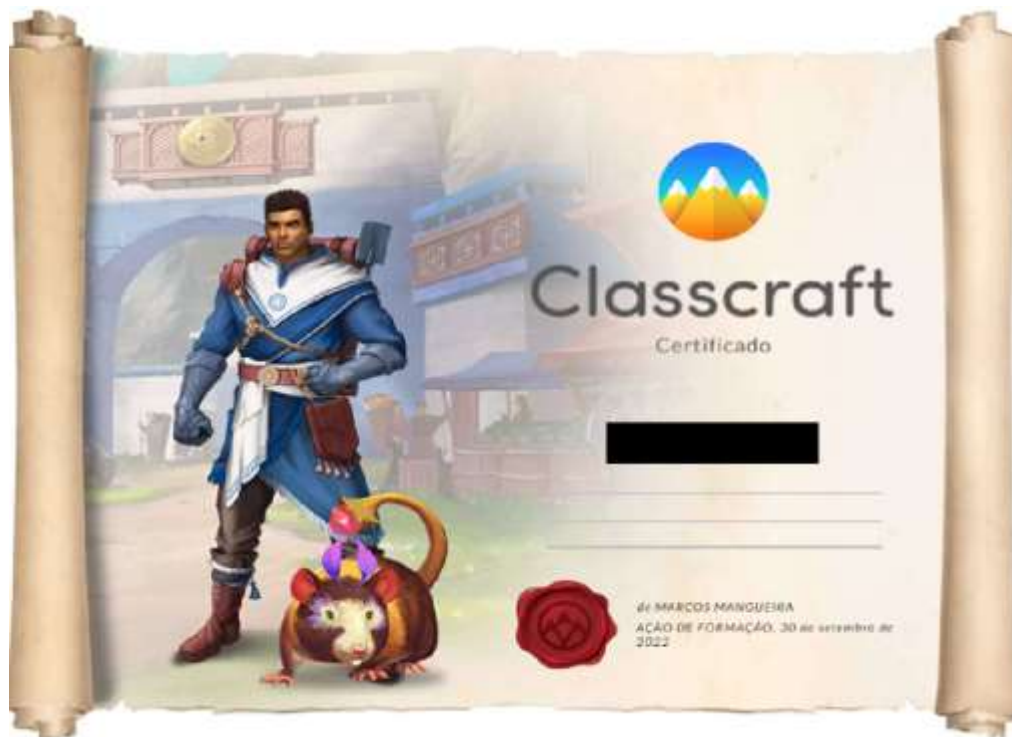 Classcraft
Certificado
de MARCOS MANGUEIRA
AÇÃO DE FORMAÇÃO, 30 de setembro de
2022